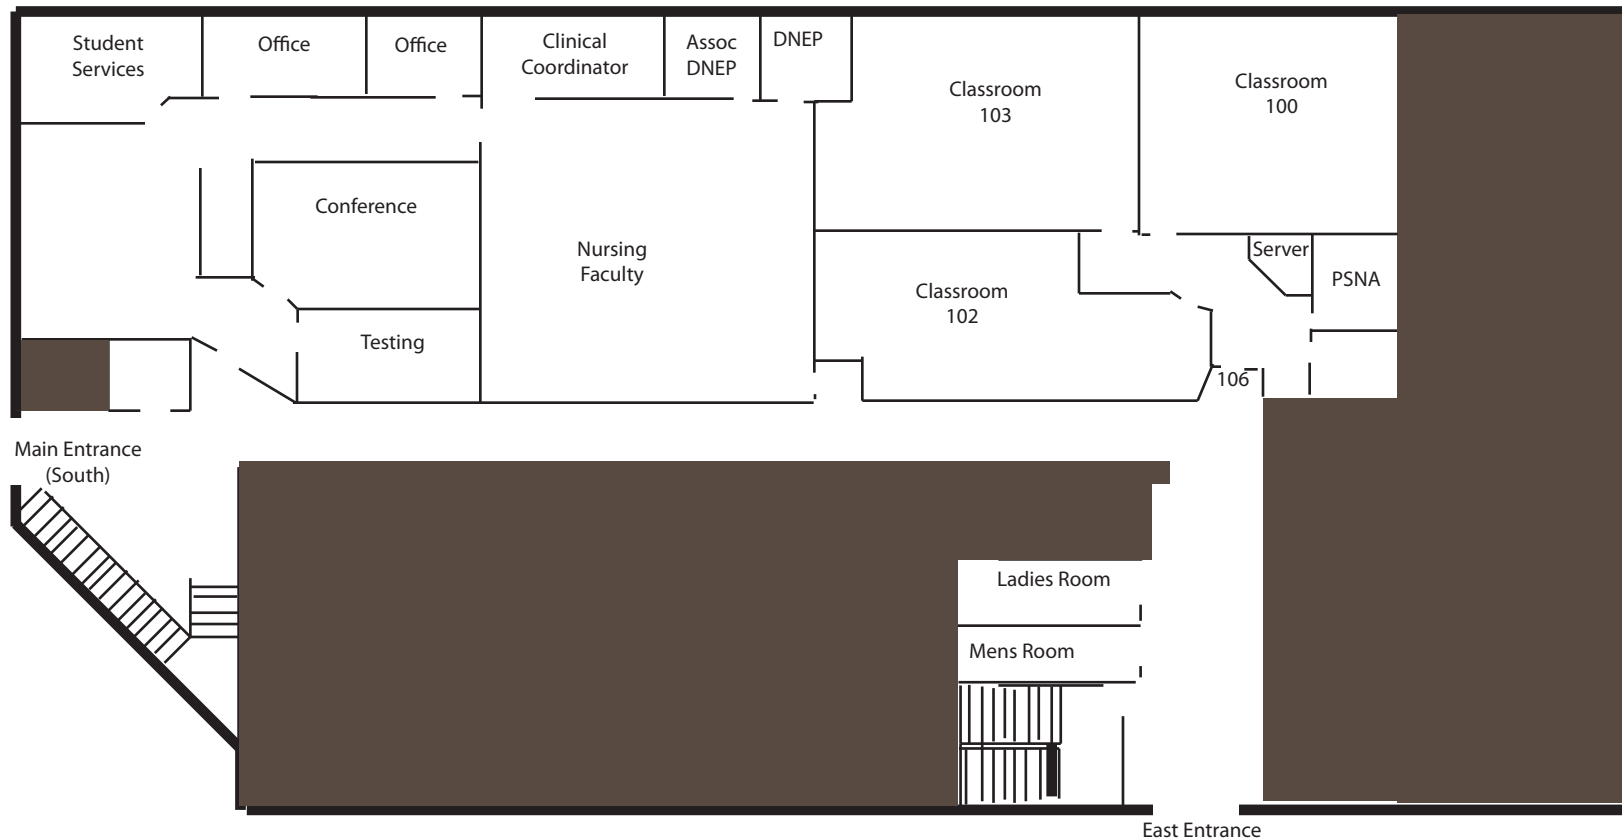 Student
Services
Office
Office
Clinical
Coordinator
Assoc
DNEP
DNEP
Classroom
103
Classroom
100
Conference
Nursing
Faculty
Server
PSNA
Classroom
102
Testing
106
Main Entrance
(South)
Ladies Room
Mens Room
East Entrance